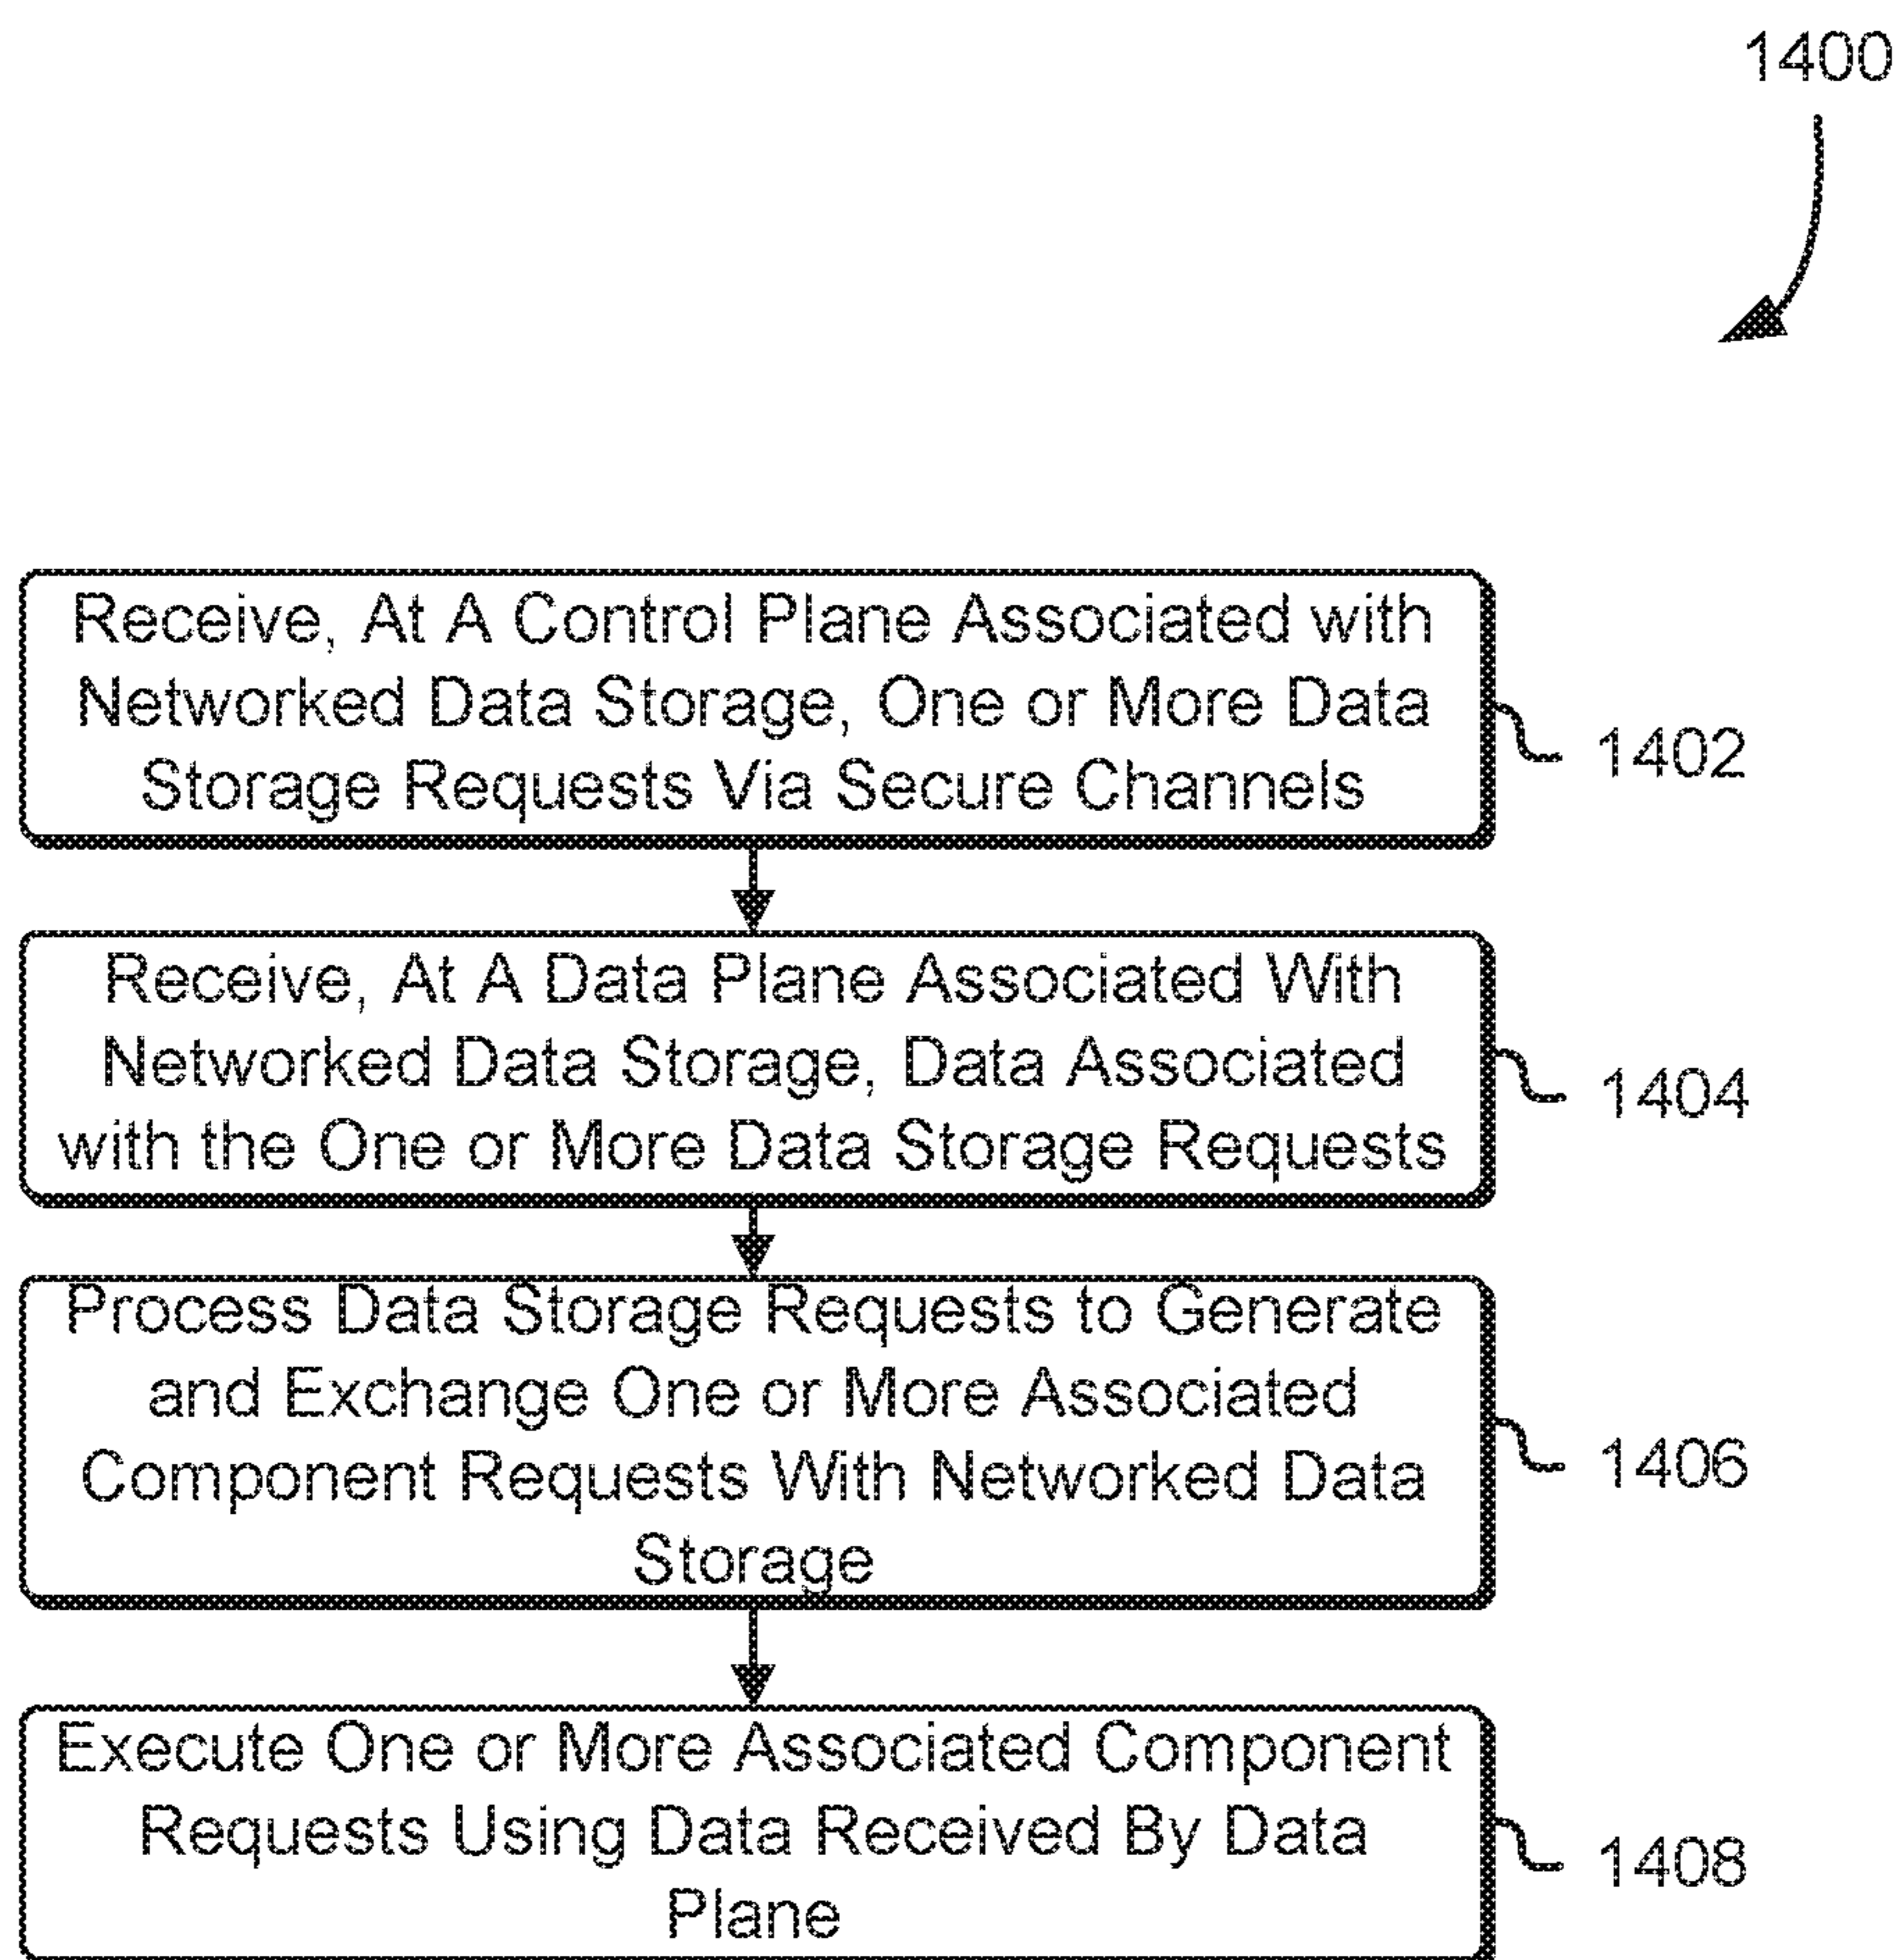 1400
Receive, At A Control Plane Associated with
Networked Data Storage, One or More Data
Storage Requests Via Secure Channels
1402
Receive, At A Data Plane Associated With
Networked Data Storage, Data Associated
with the One or More Data Storage Requests
1404
Process Data Storage Requests to Generate
and Exchange One or More Associated
Component Requests With Networked Data
Storage
1406
Execute One or More Associated Component
Requests Using Data Received By Data
Plane
1408